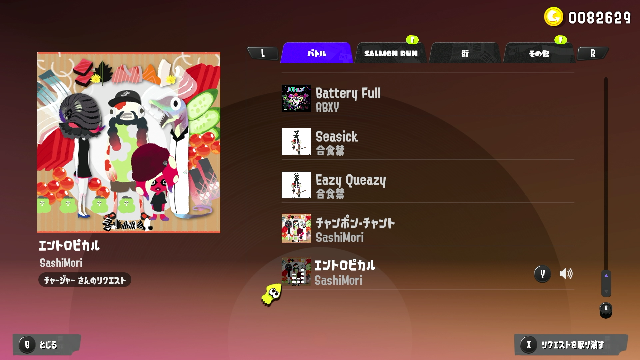 0082629
L
バトル
SALMON RUN
街
その他
R
Battery Full
ABXY
Seasick
合食禁
Eazy Queazy
合食禁
チャンポン・チャント
SashiMori
エントロピカル
SashiMori
Y
エントロピカル
SashiMori
チャージャー さんのリクエスト
とじる
X リクエストを取り消す